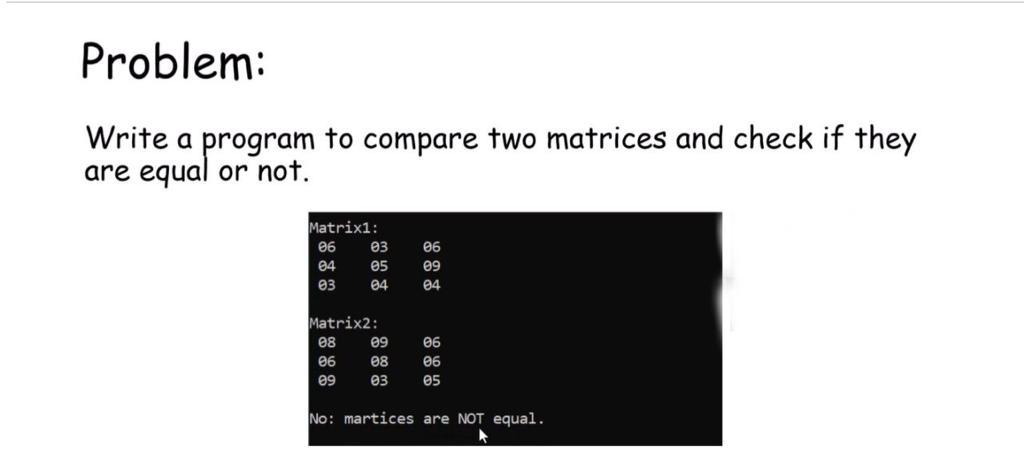 Problem:
Write a program to compare two matrices and check if they
are equal or not.
Matrix1:
06 03 06
04 05 09
03 04 04
Matrix2:
08 09 06
06 08 06
09 03 05
No: martices are NOT equal.